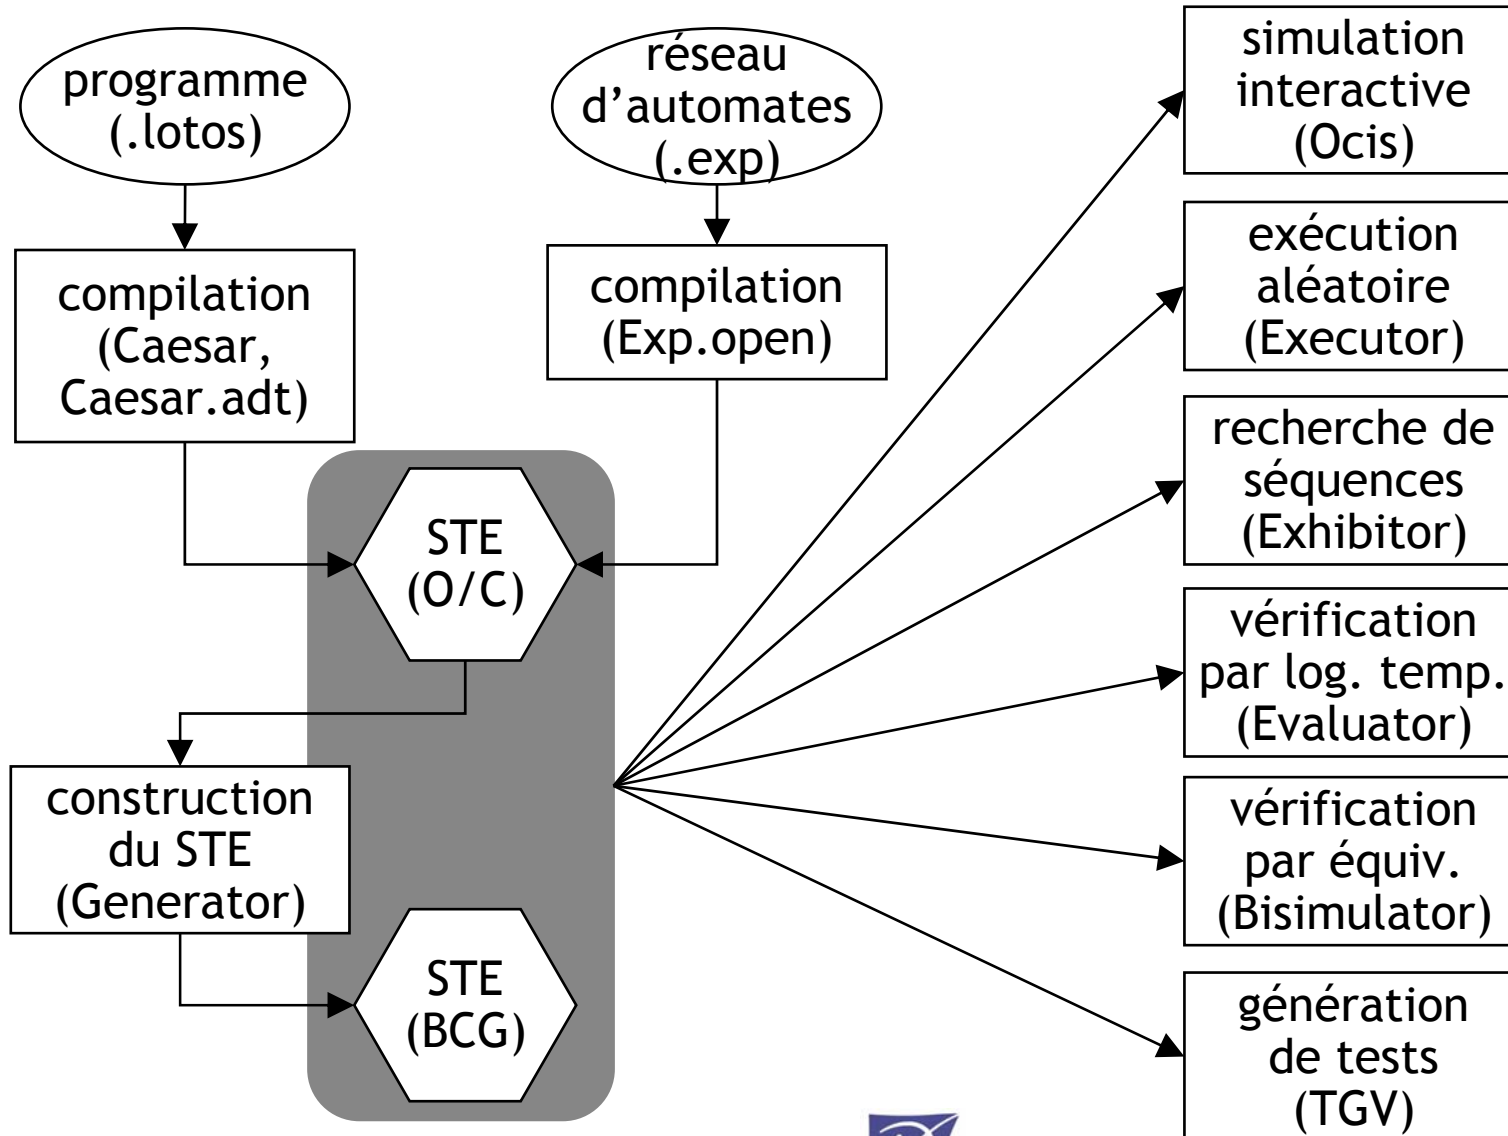 programme
(.lotos)
réseau
d’automates
(.exp)
compilation
(Caesar,
Caesar.adt)
compilation
(Exp.open)
STE
(O/C)
construction
du STE
(Generator)
STE
(BCG)
simulation
interactive
(Ocis)
exécution
aléatoire
(Executor)
recherche de
séquences
(Exhibitor)
vérification
par log. temp.
(Evaluator)
vérification
par équiv.
(Bisimulator)
génération
de tests
(TGV)